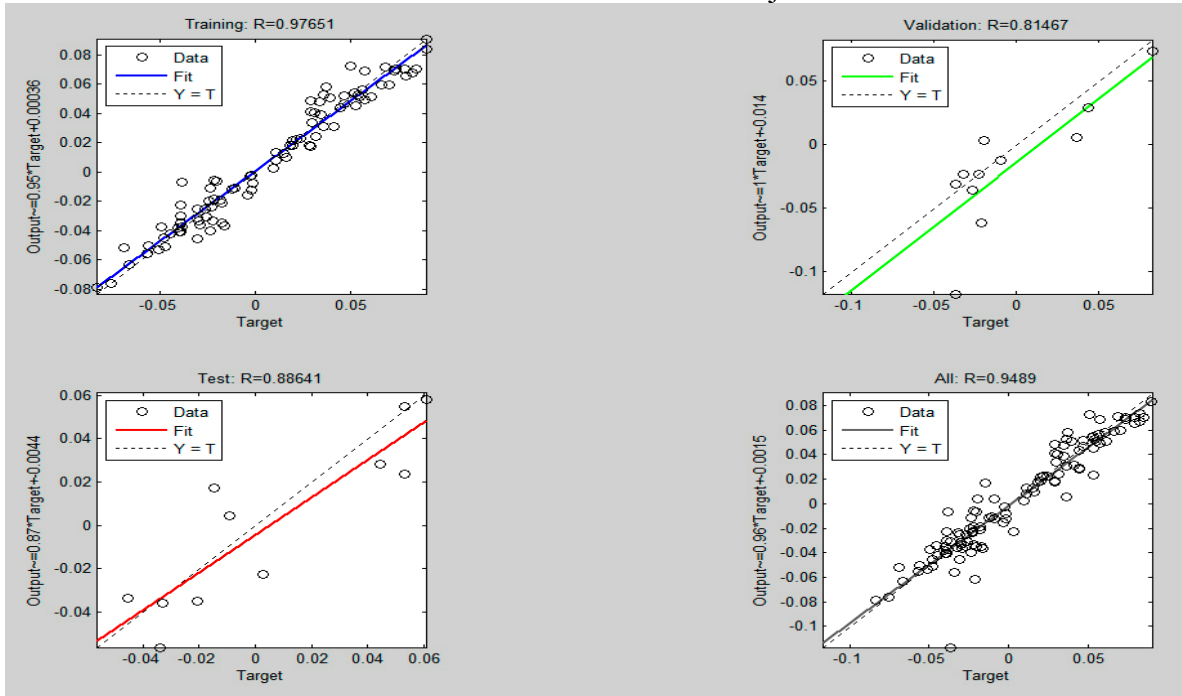 Training: R=0.97651
Output~=0.95*Target+0.00036
Data
Fit
Y = T
0.08
0.06
0.04
0.02
0
-0.02
-0.04
-0.06
-0.08
-0.05
0
0.05
Target
Validation: R=0.81467
Output~=1*Target+-0.014
Data
Fit
Y = T
0.05
0
-0.05
-0.1
-0.1
-0.05
0
0.05
Target
Test: R=0.88641
Output~=0.87*Target+-0.0044
Data
Fit
Y = T
0.06
0.04
0.02
0
-0.02
-0.04
-0.04
-0.02
0
0.02
0.04
0.06
Target
All: R=0.9489
Output~=0.96*Target+-0.0015
Data
Fit
Y = T
0.08
0.06
0.04
0.02
0
-0.02
-0.04
-0.06
-0.08
-0.1
-0.1
-0.05
0
0.05
Target